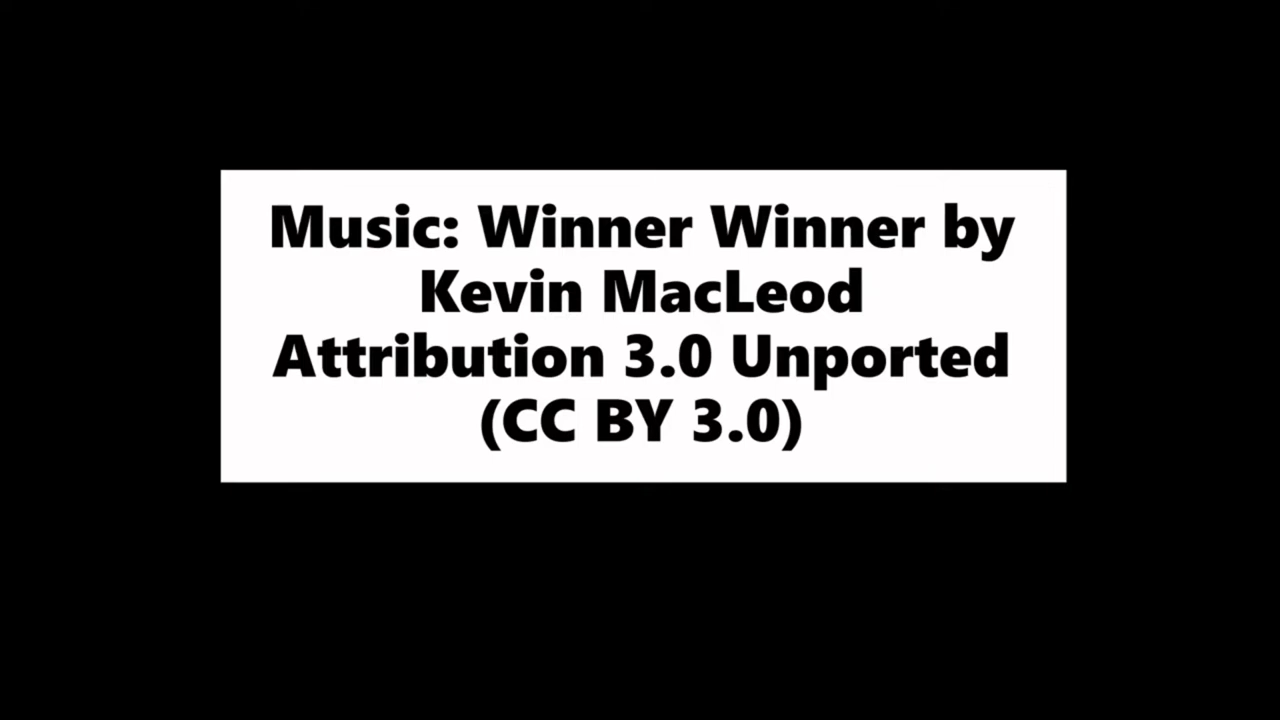 Music: Winner Winner by
Kevin MacLeod
Attribution 3.0 Unported
(CC BY 3.0)